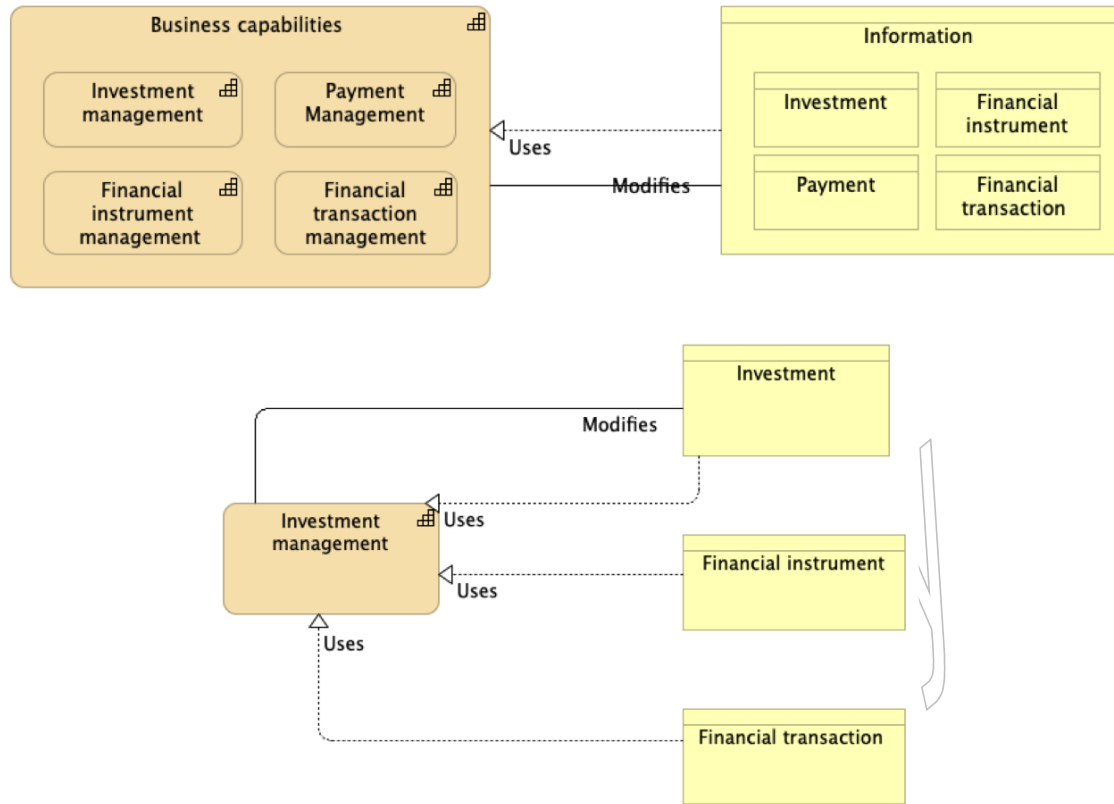 Business capabilities
Investment
management
Payment
Management
Financial
instrument
management
Financial
transaction
management
Uses
Modifies
Information
Investment
Financial
instrument
Payment
Financial
transaction
Investment
Modifies
Uses
Investment
management
Financial instrument
Uses
Uses
Financial transaction